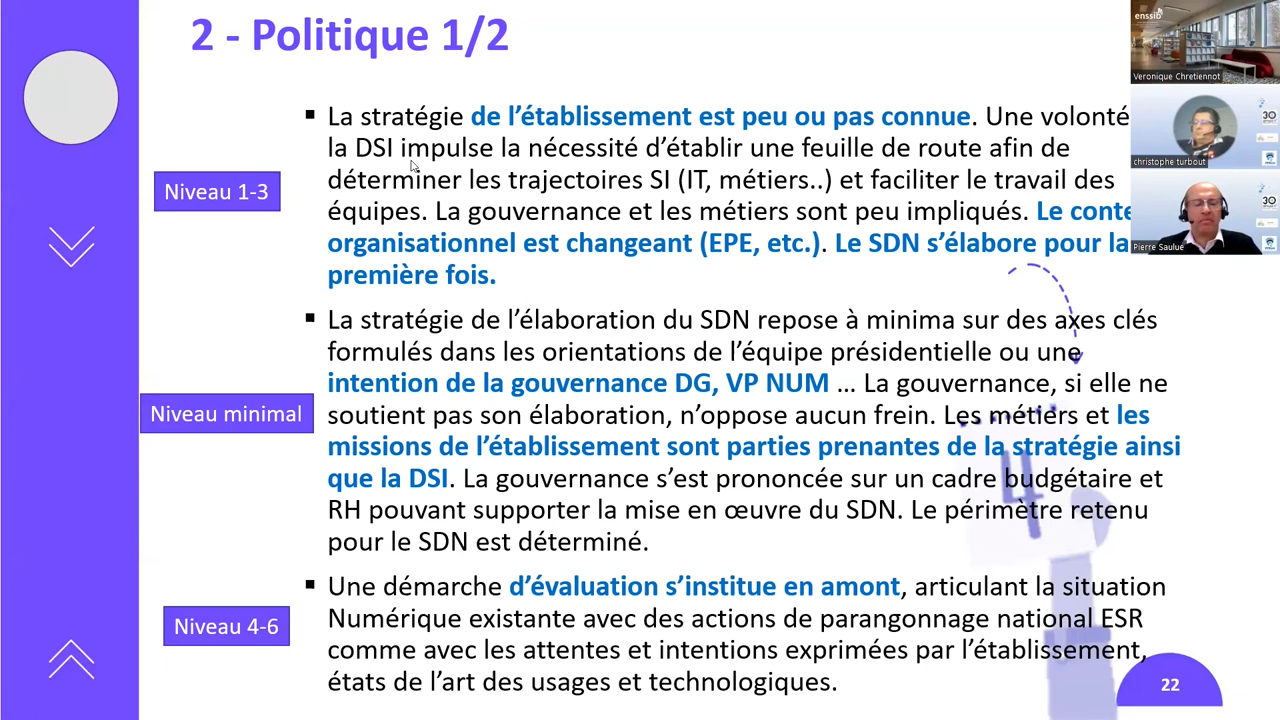 2 - Politique 1/2
enssib
Veronique Chretiennot
▪ La stratégie de l’établissement est peu ou pas connue. Une volonté
la DSI impulse la nécessité d’établir une feuille de route afin de
30
christophe turbout
Niveau 1-3
déterminer les trajectoires SI (IT, métiers..) et faciliter le travail des
équipes. La gouvernance et les métiers sont peu impliqués. Le conte
30
organisationnel est changeant (EPE, etc.). Le SDN s’élabore pour la
Pierre Saulue
première fois.
▪ La stratégie de l’élaboration du SDN repose à minima sur des axes clés
formulés dans les orientations de l’équipe présidentielle ou une
intention de la gouvernance DG, VP NUM … La gouvernance, si elle ne
Niveau minimal
soutient pas son élaboration, n’oppose aucun frein. Les métiers et les
missions de l’établissement sont parties prenantes de la stratégie ainsi
que la DSI. La gouvernance s’est prononcée sur un cadre budgétaire et
RH pouvant supporter la mise en œuvre du SDN. Le périmètre retenu
pour le SDN est déterminé.
▪ Une démarche d’évaluation s’institue en amont, articulant la situation
Niveau 4-6
Numérique existante avec des actions de parangonnage national ESR
comme avec les attentes et intentions exprimées par l’établissement,
états de l’art des usages et technologiques.
22